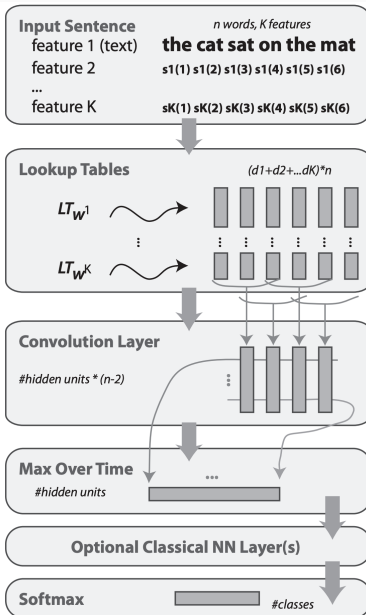 Input Sentence
n words, K features
feature 1 (text) the cat sat on the mat
feature 2 s1(1) s1(2) s1(3) s1(4) s1(5) s1(6)
...
feature K sK(1) sK(2) sK(3) sK(4) sK(5) sK(6)
Lookup Tables
(d1+d2+...dK)*n
LTw1
...
... ... ... ... ... ...
LTwK
Convolution Layer
#hidden units * (n-2)
...
Max Over Time
...
#hidden units
Optional Classical NN Layer(s)
Softmax
#classes